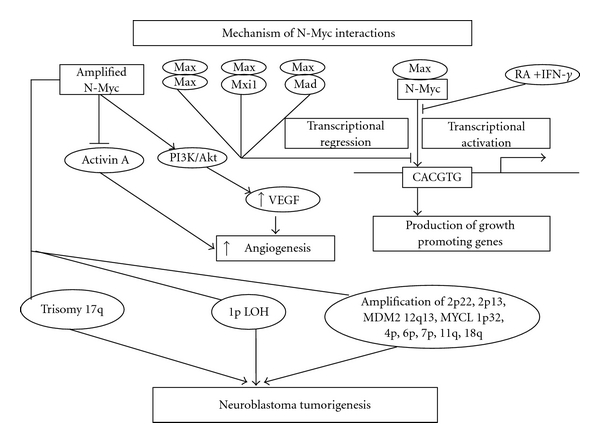 Mechanism of N-Myc interactions
Amplified
N-Myc
Max
Max
Max
Mxi1
Max
Mad
Max
N-Myc
RA +IFN-γ
Transcriptional
regression
Transcriptional
activation
Activin A
PI3K/Akt
CACGTG
↑ VEGF
↑ Angiogenesis
Production of growth
promoting genes
Trisomy 17q
1p LOH
Amplification of 2p22, 2p13,
MDM2 12q13, MYCL 1p32,
4p, 6p, 7p, 11q, 18q
Neuroblastoma tumorigenesis